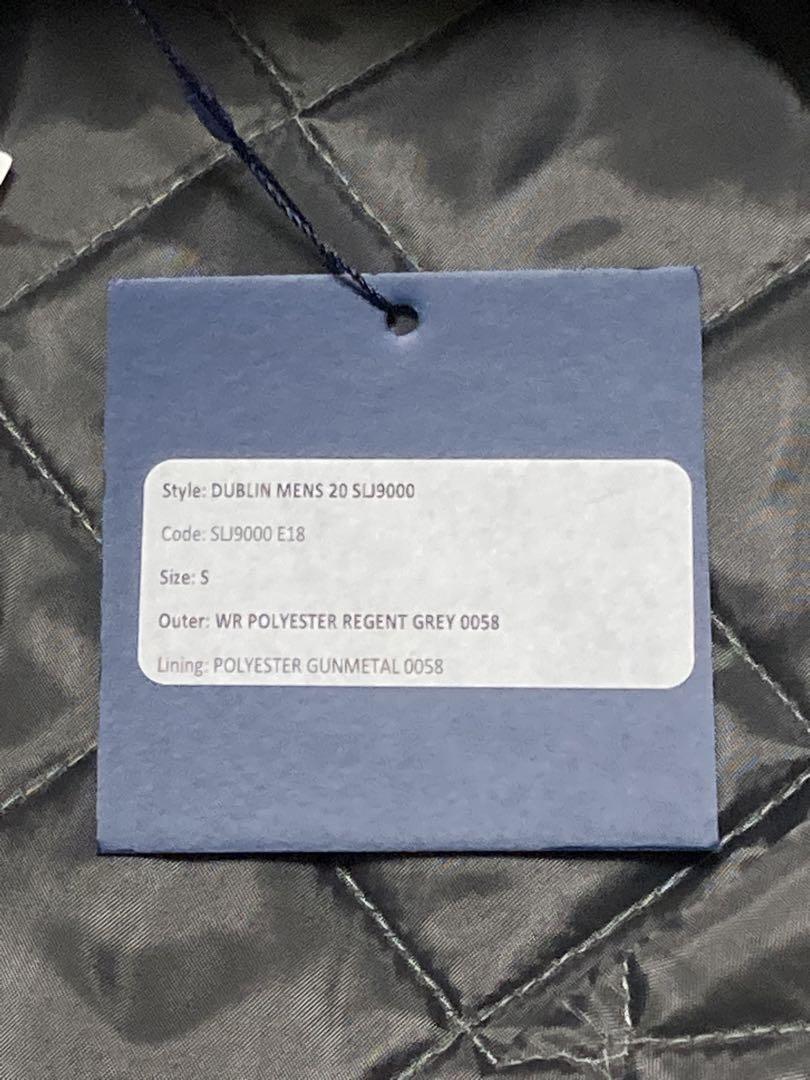 Style: DUBLIN MENS 20 SLJ9000
Code: SLJ9000 E18
Size: S
Outer: WR POLYESTER REGENT GREY 0058
Lining: POLYESTER GUNMETAL 0058